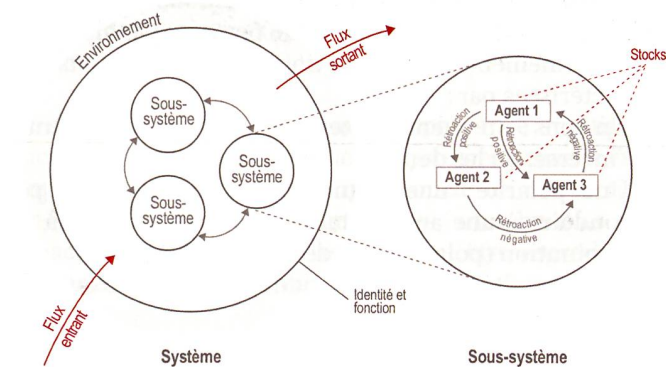 Environnement
Flux
sortant
Stocks
Sous-
système
Sous-
système
Sous-
système
Agent 1
Rétroaction
positive
Rétroaction
positive
Rétroaction
négative
Agent 2
Agent 3
Rétroaction
négative
Flux
entrant
Identité et
fonction
Système
Sous-système